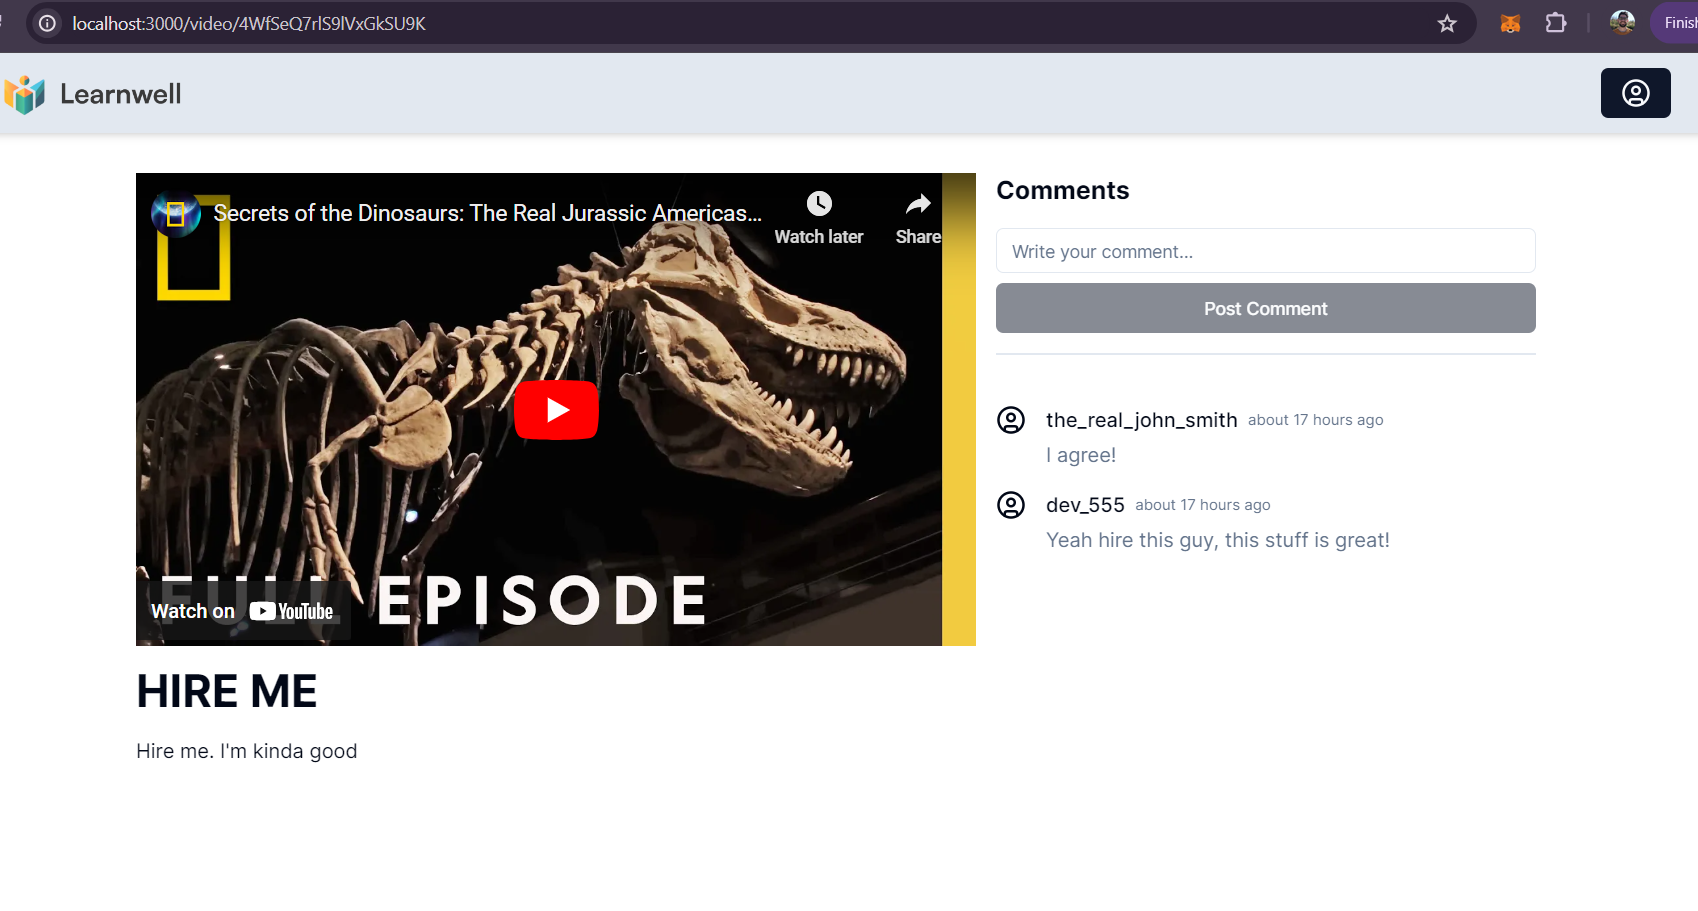 localhost:3000/video/4WfSeQ7rlS9lVxGkSU9K
Finish
Learnwell
Secrets of the Dinosaurs: The Real Jurassic Americas...
Watch later
Share
FULL EPISODE
Watch on YouTube
HIRE ME
Hire me. I'm kinda good
Comments
Write your comment...
Post Comment
the_real_john_smith about 17 hours ago
I agree!
dev_555 about 17 hours ago
Yeah hire this guy, this stuff is great!